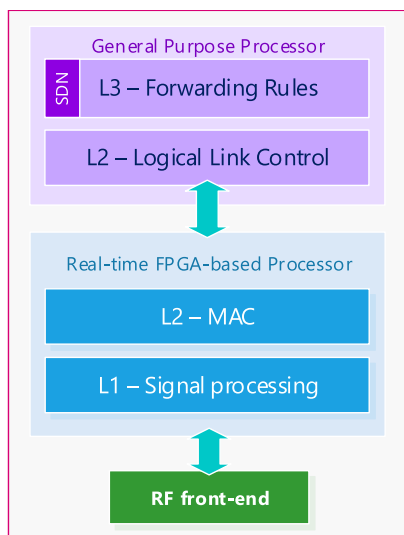 General Purpose Processor
SDN
L3 – Forwarding Rules
L2 – Logical Link Control
Real-time FPGA-based Processor
L2 – MAC
L1 – Signal processing
RF front-end